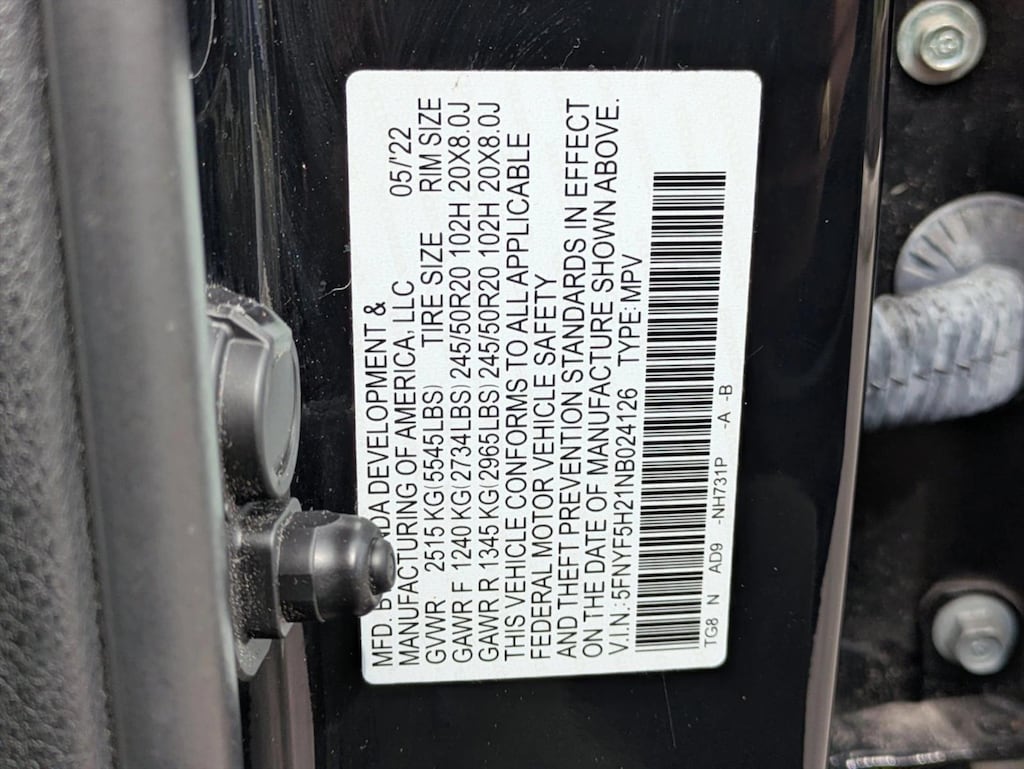 MFD. B NDA DEVELOPMENT &
MANUFACTURING OF AMERICA, LLC 05/'22
GVWR 2515 KG(5545LBS) TIRE SIZE RIM SIZE
GAWR F 1240 KG(2734LBS) 245/50R20 102H 20X8.0J
GAWR R 1345 KG(2965LBS) 245/50R20 102H 20X8.0J
THIS VEHICLE CONFORMS TO ALL APPLICABLE
FEDERAL MOTOR VEHICLE SAFETY
AND THEFT PREVENTION STANDARDS IN EFFECT
ON THE DATE OF MANUFACTURE SHOWN ABOVE.
V.I.N.:5FNYF5H21NB024126 TYPE:MPV
TG8 N AD9 -NH731P -A -B